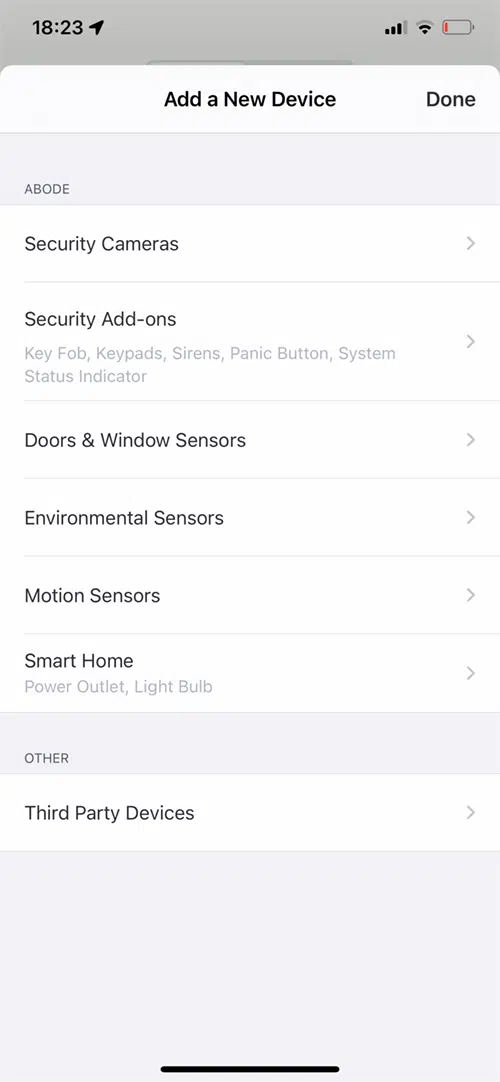 18:23
Add a New Device
Done
ABODE
Security Cameras
Security Add-ons
Key Fob, Keypads, Sirens, Panic Button, System
Status Indicator
Doors & Window Sensors
Environmental Sensors
Motion Sensors
Smart Home
Power Outlet, Light Bulb
OTHER
Third Party Devices